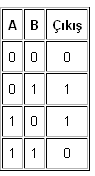 A B Çıkış
0 0 0
0 1 1
1 0 1
1 1 0